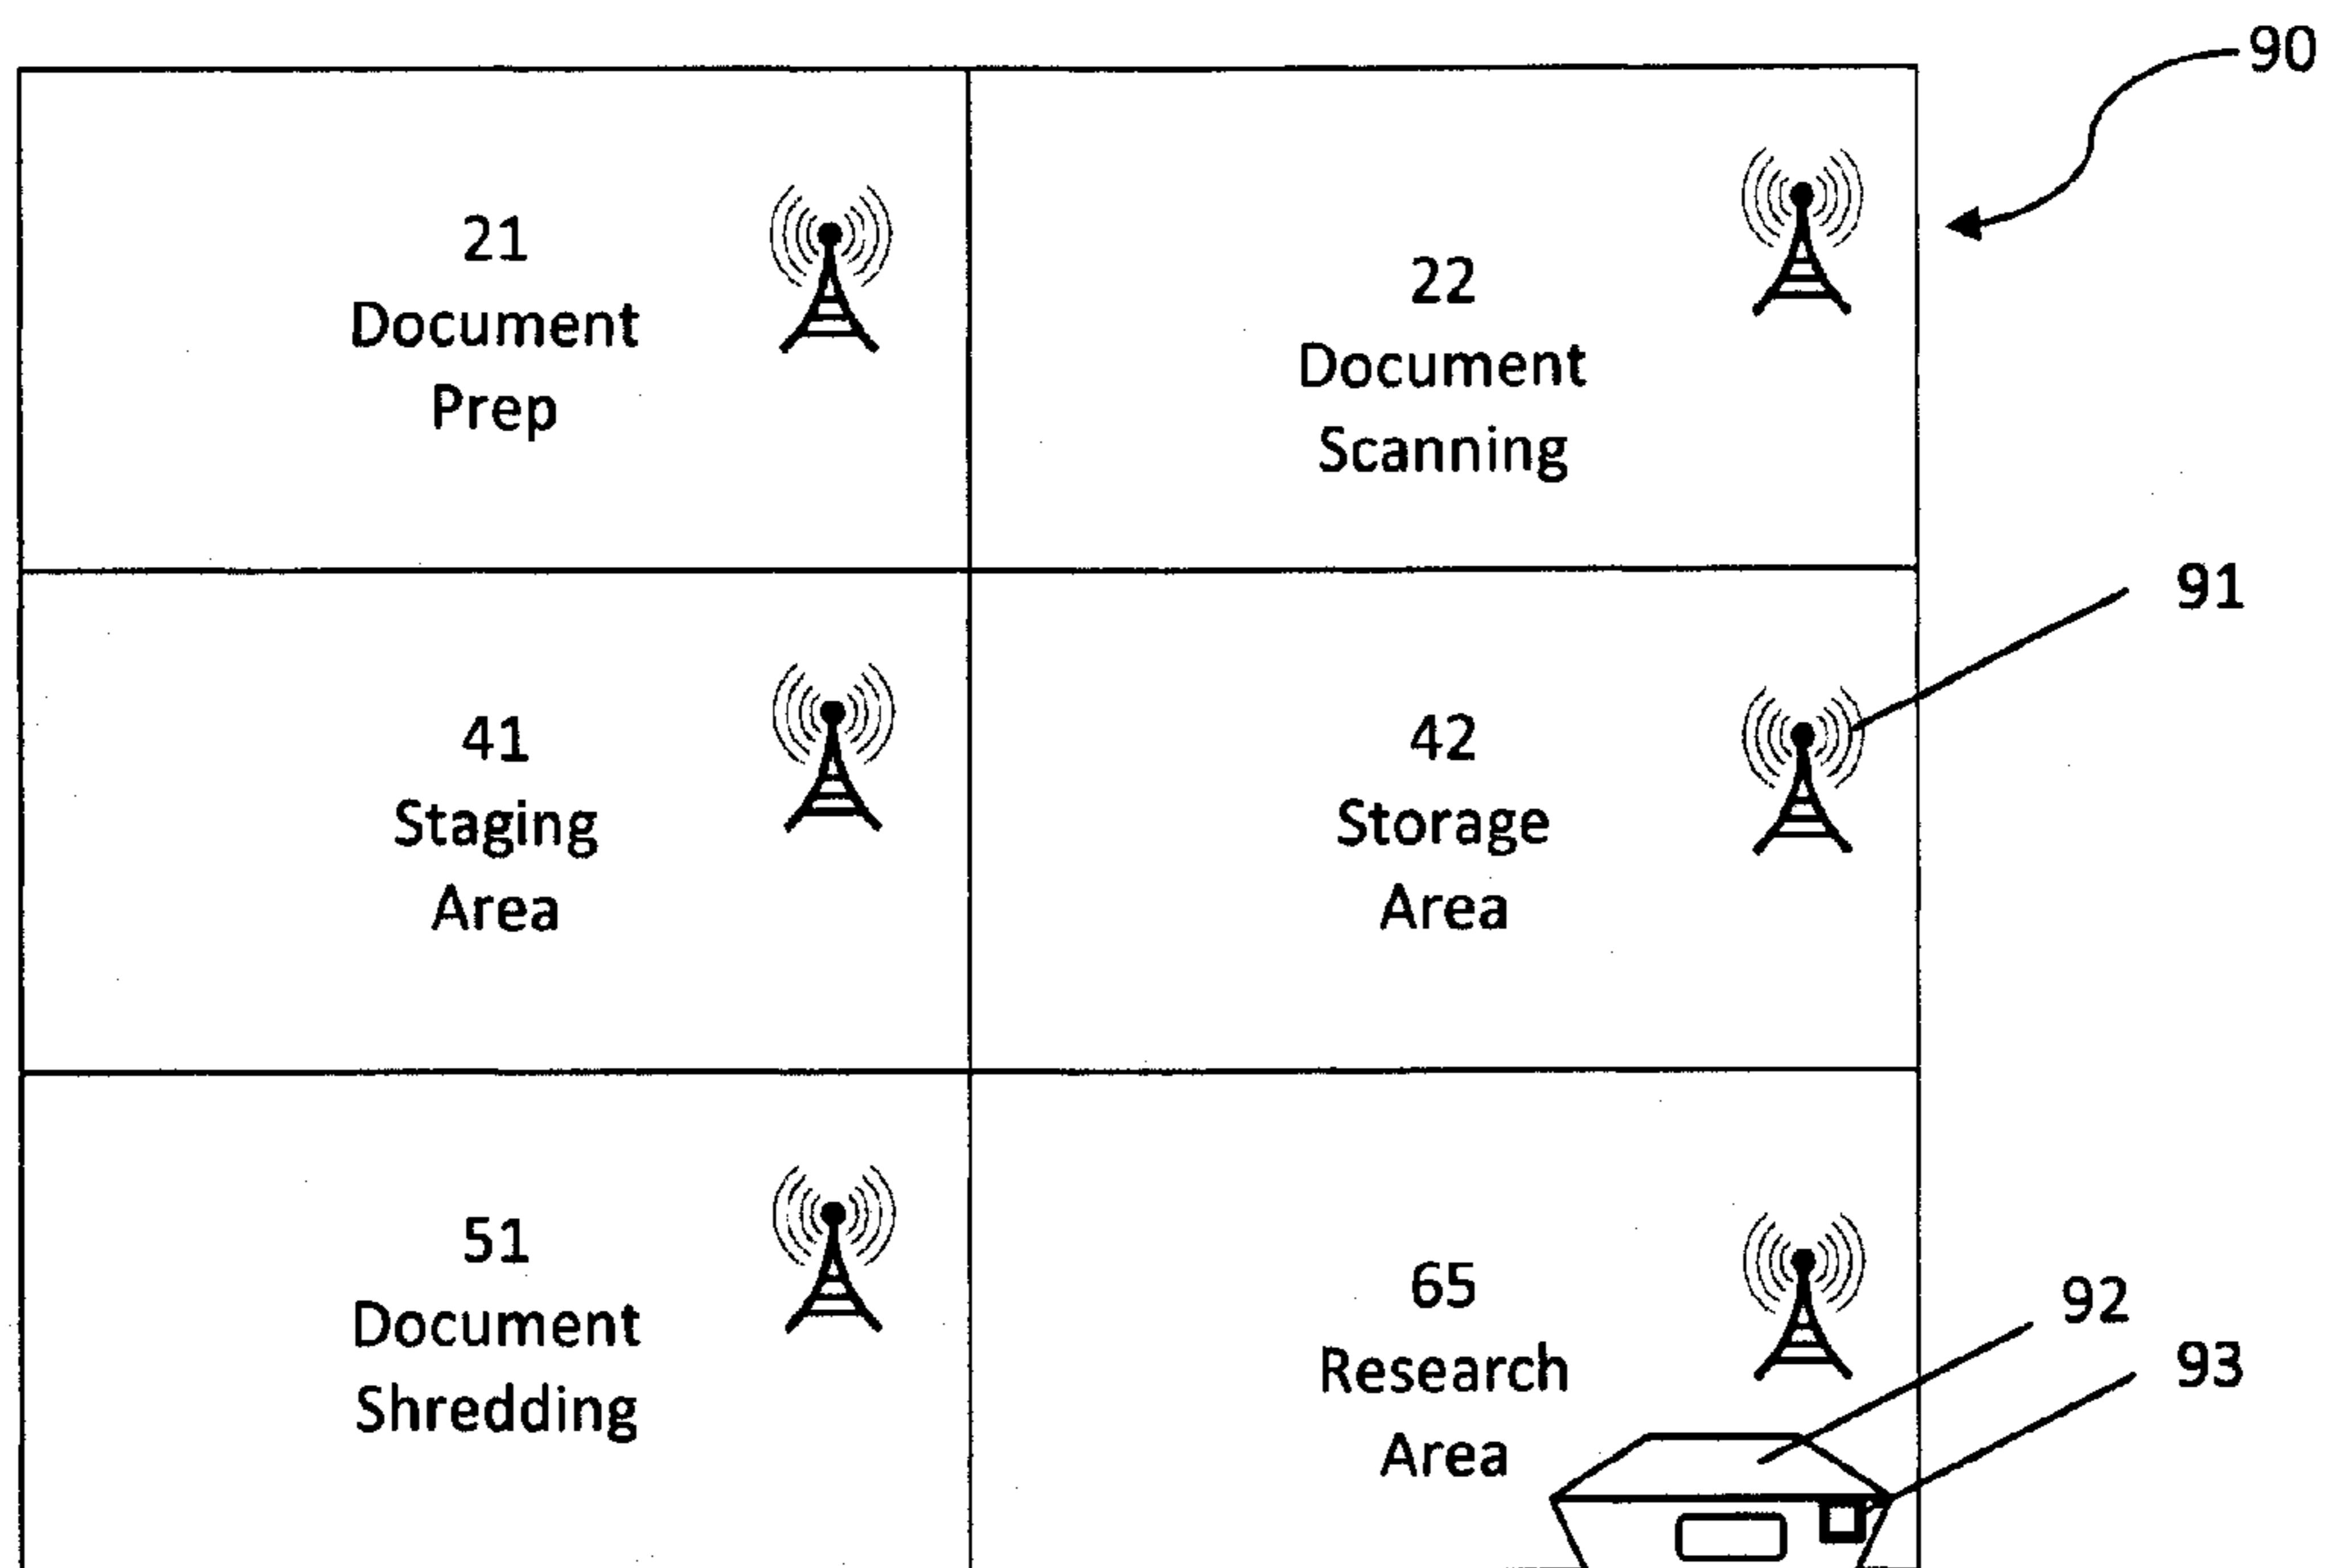 90
21
Document
Prep
22
Document
Scanning
91
41
Staging
Area
42
Storage
Area
51
Document
Shredding
65
Research
Area
92
93